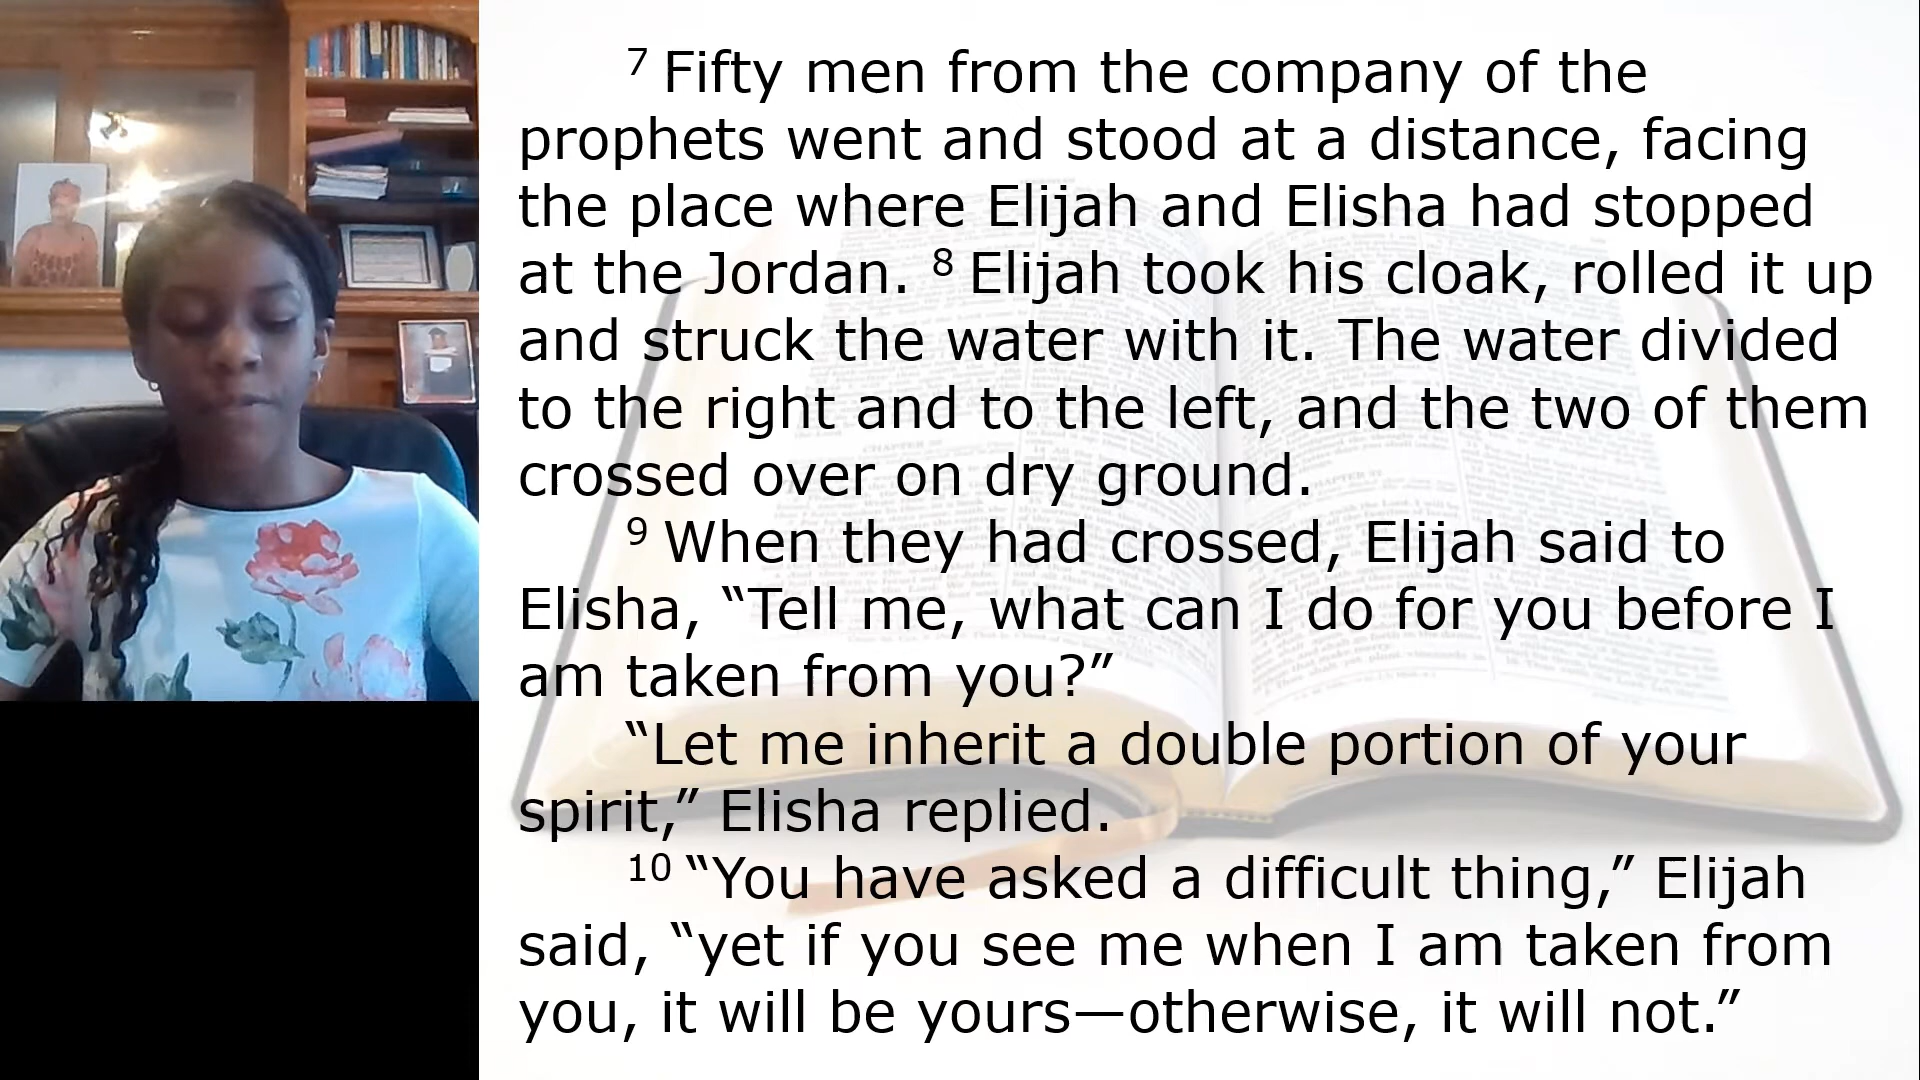 7 Fifty men from the company of the
prophets went and stood at a distance, facing
the place where Elijah and Elisha had stopped
at the Jordan. 8 Elijah took his cloak, rolled it up
and struck the water with it. The water divided
to the right and to the left, and the two of them
crossed over on dry ground.
9 When they had crossed, Elijah said to
Elisha, “Tell me, what can I do for you before I
am taken from you?”
“Let me inherit a double portion of your
spirit,” Elisha replied.
10 “You have asked a difficult thing,” Elijah
said, “yet if you see me when I am taken from
you, it will be yours—otherwise, it will not.”